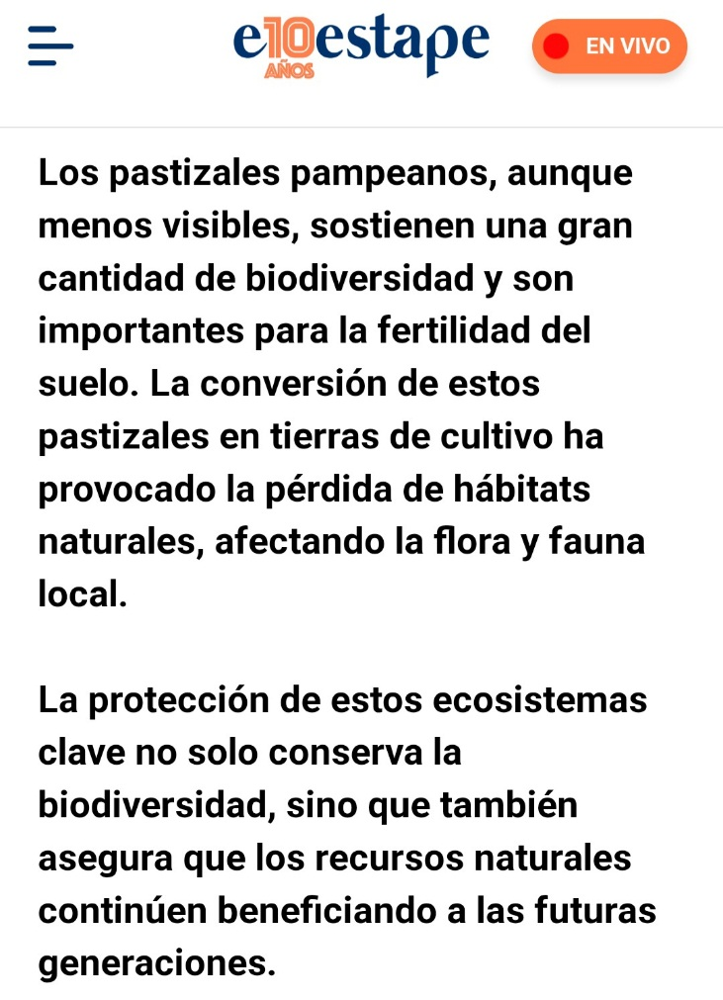 e10estape
AÑOS
EN VIVO
Los pastizales pampeanos, aunque
menos visibles, sostienen una gran
cantidad de biodiversidad y son
importantes para la fertilidad del
suelo. La conversión de estos
pastizales en tierras de cultivo ha
provocado la pérdida de hábitats
naturales, afectando la flora y fauna
local.
La protección de estos ecosistemas
clave no solo conserva la
biodiversidad, sino que también
asegura que los recursos naturales
continúen beneficiando a las futuras
generaciones.